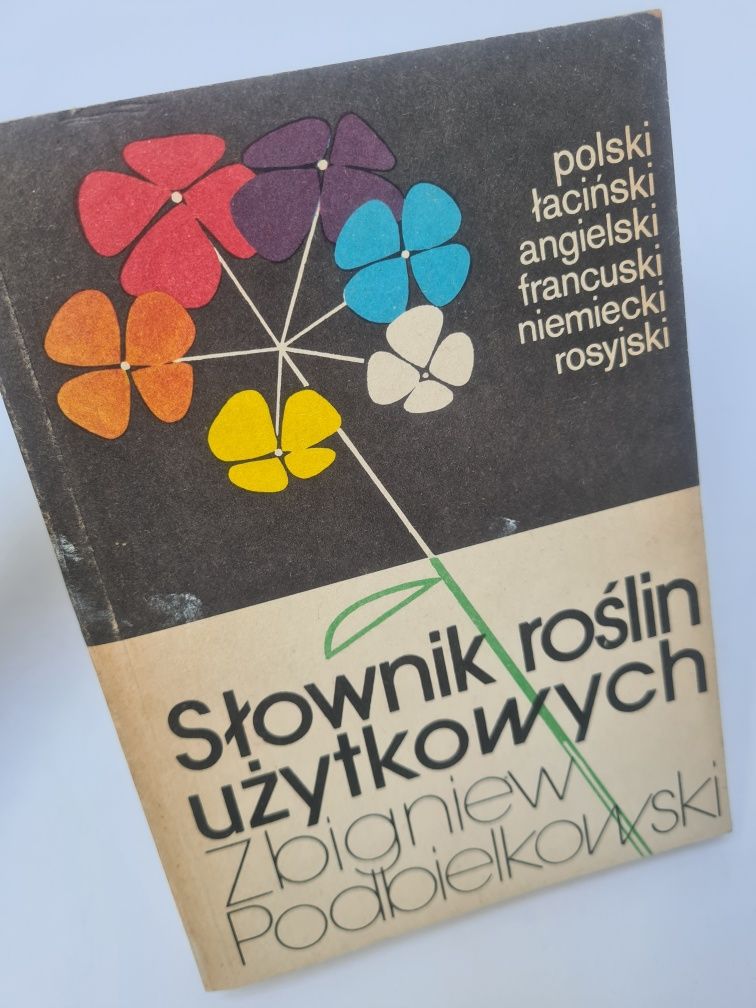 polski
łaciński
angielski
francuski
niemiecki
rosyjski
Słownik roślin
użytkowych
Zbigniew
Podbielkowski